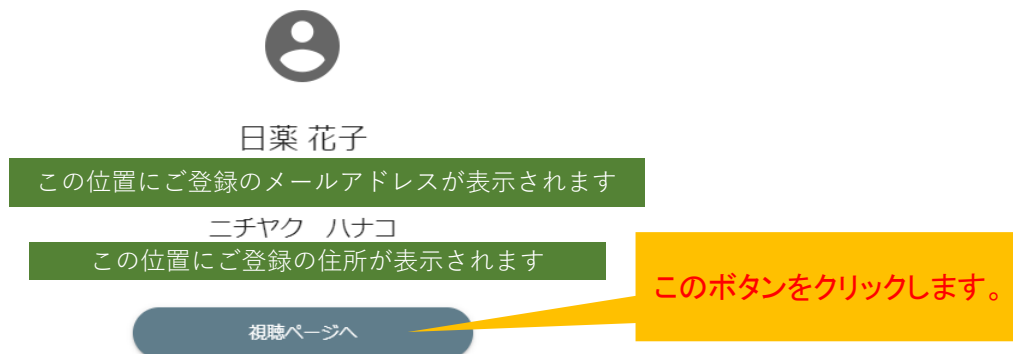 日薬 花子
この位置にご登録のメールアドレスが表示されます
ニチヤク ハナコ
この位置にご登録の住所が表示されます
このボタンをクリックします。
視聴ページへ